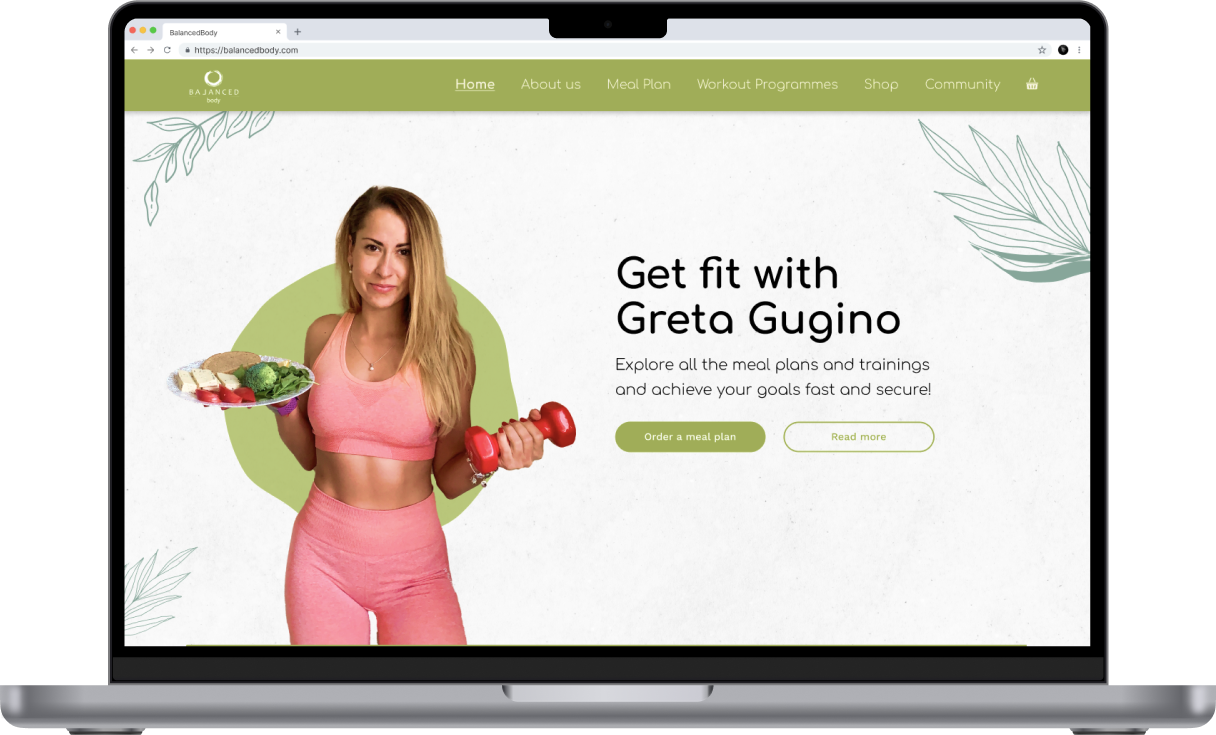 BalancedBody
https://balancedbody.com
BAJANCED
body
Home
About us
Meal Plan
Workout Programmes
Shop
Community
Get fit with
Greta Gugino
Explore all the meal plans and trainings
and achieve your goals fast and secure!
Order a meal plan
Read more